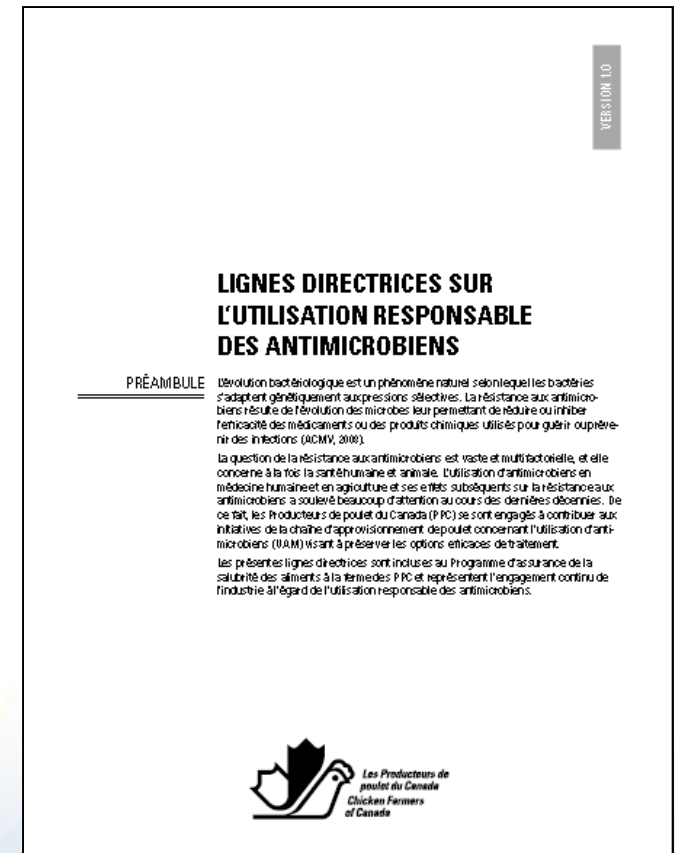 VERSION 1.0
LIGNES DIRECTRICES SUR
L'UTILISATION RESPONSABLE
DES ANTIMICROBIENS
PRÉAMBULE
L'évolution bactériologique est un phénomène naturel selon lequel les bactéries
s'adaptent génétiquement aux pressions sélectives. La résistance aux antimicro-
biens résulte de l'évolution des microbes leur permettant de réduire ou inhiber
l'efficacité des médicaments ou des produits chimiques utilisés pour guérir ou préve-
nir des infections (ACMV, 2008).
La question de la résistance aux antimicrobiens est vaste et multifactorielle, et elle
concerne à la fois la santé humaine et animale. L'utilisation d'antimicrobiens en
médecine humaine et en agriculture et ses effets subséquents sur la résistance aux
antimicrobiens a soulevé beaucoup d'attention au cours des dernières décennies. De
ce fait, les Producteurs de poulet du Canada (PPC) se sont engagés à contribuer aux
initiatives de la chaîne d'approvisionnement de poulet concernant l'utilisation d'anti-
microbiens (UAM) visant à préserver les options efficaces de traitement.
Les présentes lignes directrices sont incluses au Programme d'assurance de la
salubrité des aliments à la ferme des PPC et représentent l'engagement continu de
l'industrie à l'égard de l'utilisation responsable des antimicrobiens.
Les Producteurs de
poulet du Canada
Chicken Farmers
of Canada